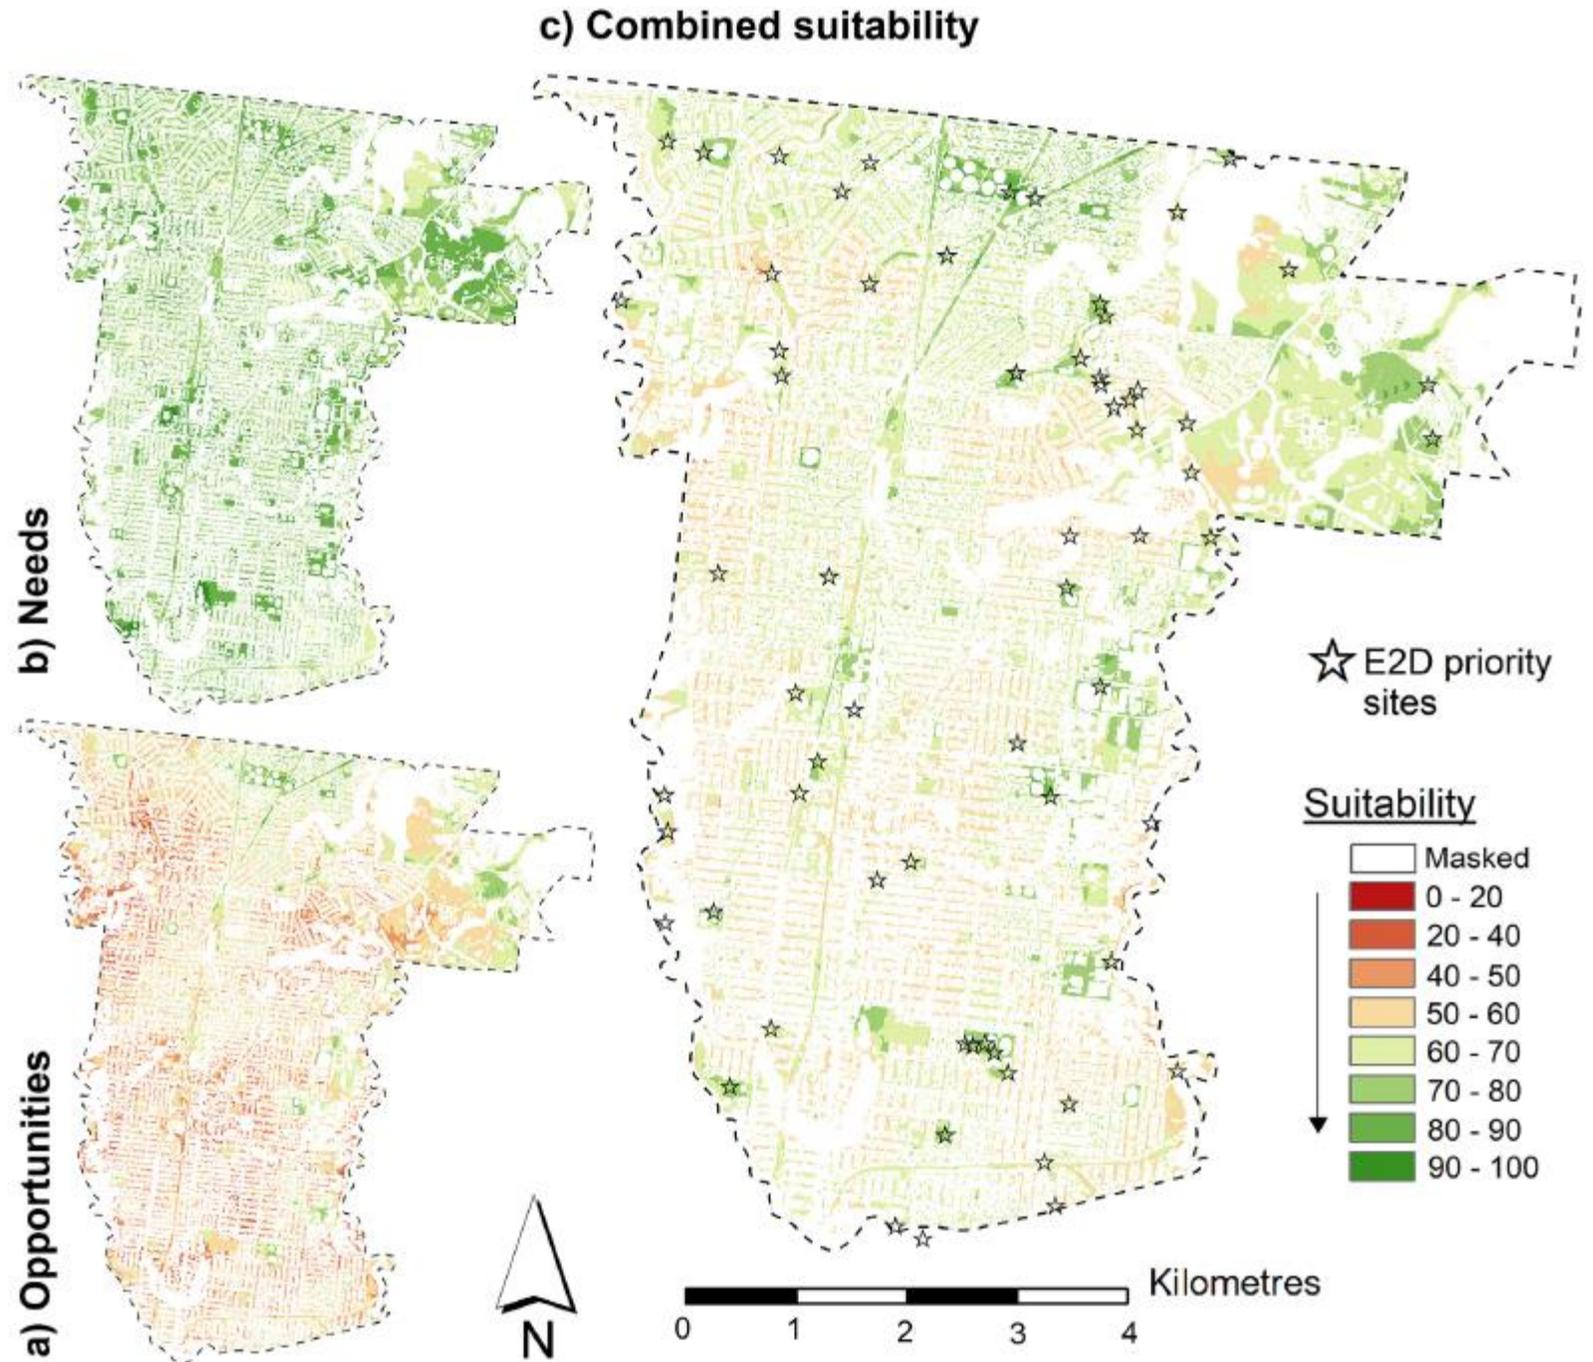 c) Combined suitability
b) Needs
a) Opportunities
E2D priority
sites
Suitability
Masked
0 - 20
20 - 40
40 - 50
50 - 60
60 - 70
70 - 80
80 - 90
90 - 100
N
Kilometres
0 1 2 3 4